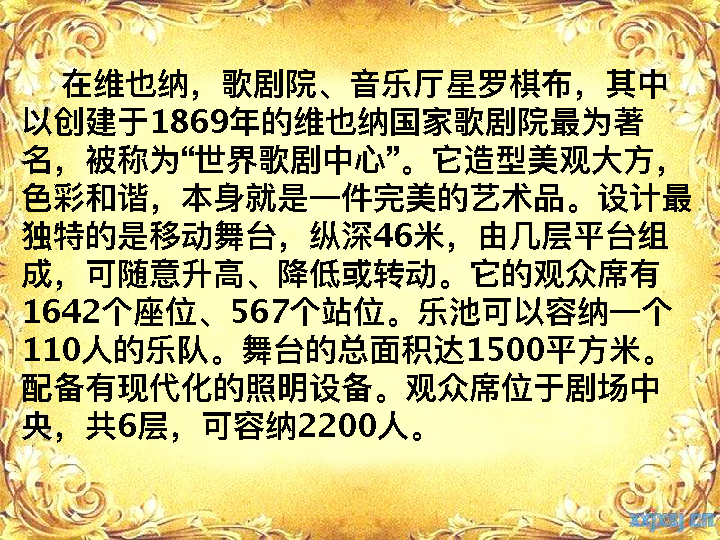 在维也纳，歌剧院、音乐厅星罗棋布，其中
以创建于1869年的维也纳国家歌剧院最为著
名，被称为“世界歌剧中心”。它造型美观大方，
色彩和谐，本身就是一件完美的艺术品。设计最
独特的是移动舞台，纵深46米，由几层平台组
成，可随意升高、降低或转动。它的观众席有
1642个座位、567个站位。乐池可以容纳一个
110人的乐队。舞台的总面积达1500平方米。
配备有现代化的照明设备。观众席位于剧场中
央，共6层，可容纳2200人。
xxjxsj.cn